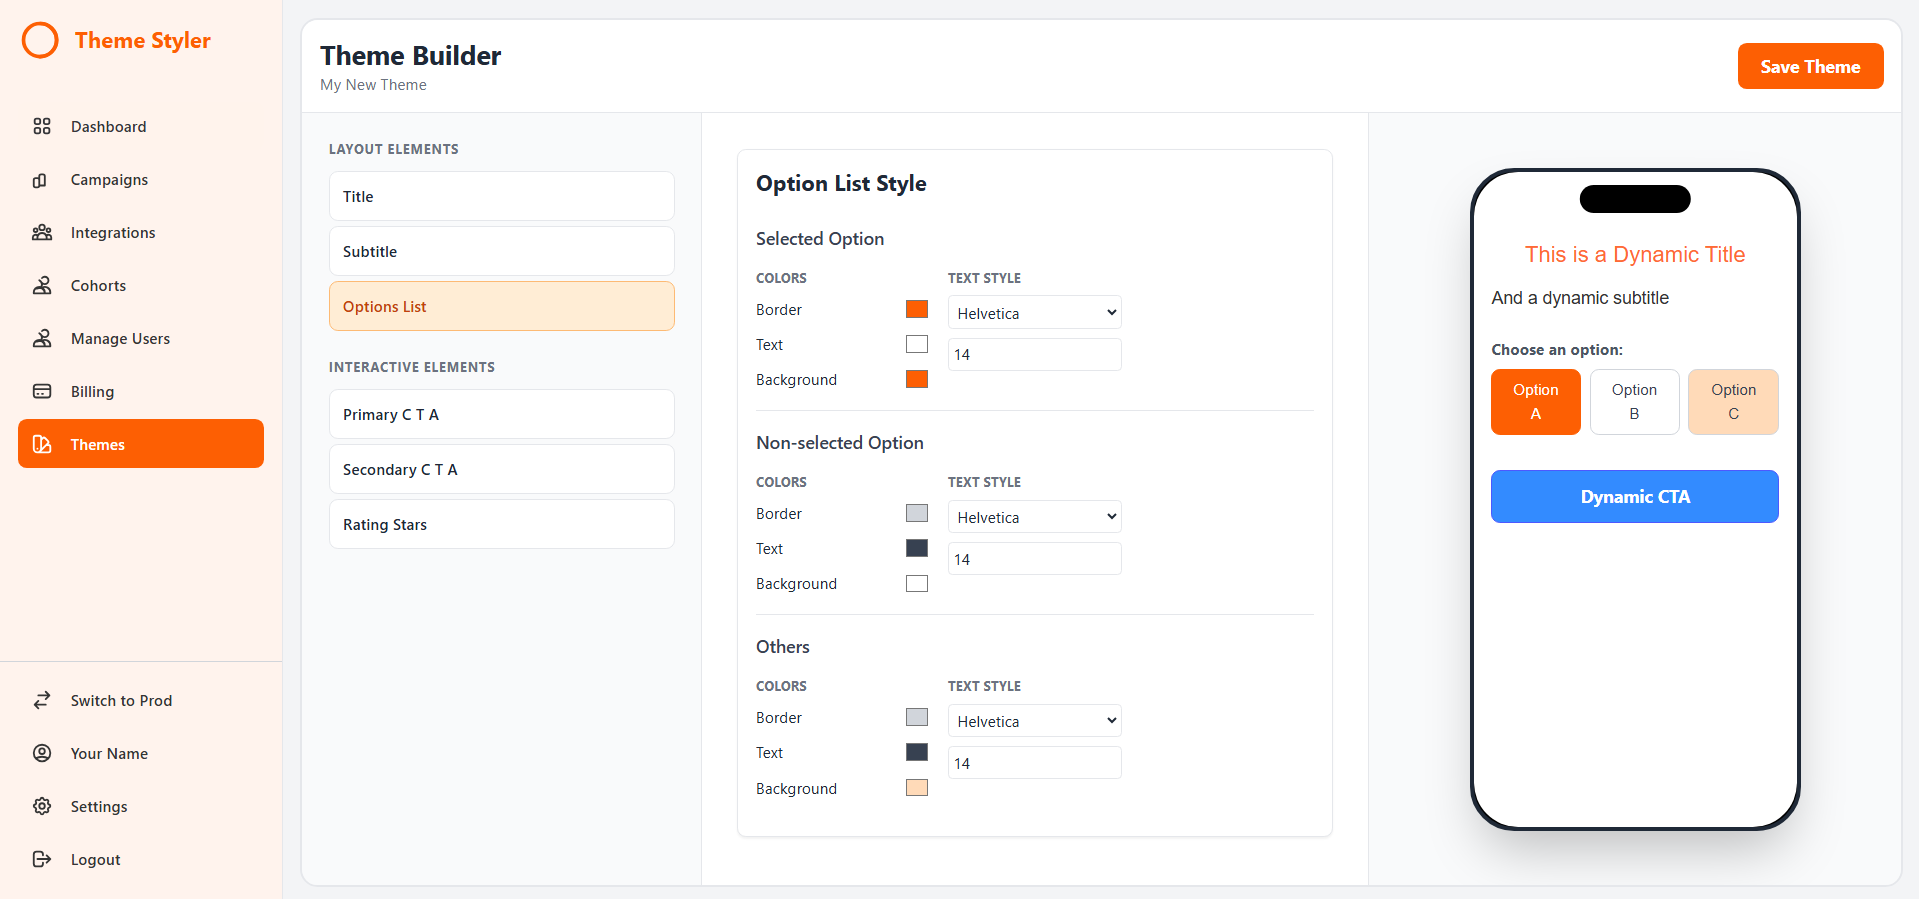 Theme Styler
Dashboard
Campaigns
Integrations
Cohorts
Manage Users
Billing
Themes
Switch to Prod
Your Name
Settings
Logout
Theme Builder
My New Theme
Save Theme
LAYOUT ELEMENTS
Title
Subtitle
Options List
INTERACTIVE ELEMENTS
Primary C T A
Secondary C T A
Rating Stars
Option List Style
Selected Option
COLORS
Border
Text
Background
TEXT STYLE
Helvetica
14
Non-selected Option
COLORS
Border
Text
Background
TEXT STYLE
Helvetica
14
Others
COLORS
Border
Text
Background
TEXT STYLE
Helvetica
14
This is a Dynamic Title
And a dynamic subtitle
Choose an option:
Option
A
Option
B
Option
C
Dynamic CTA